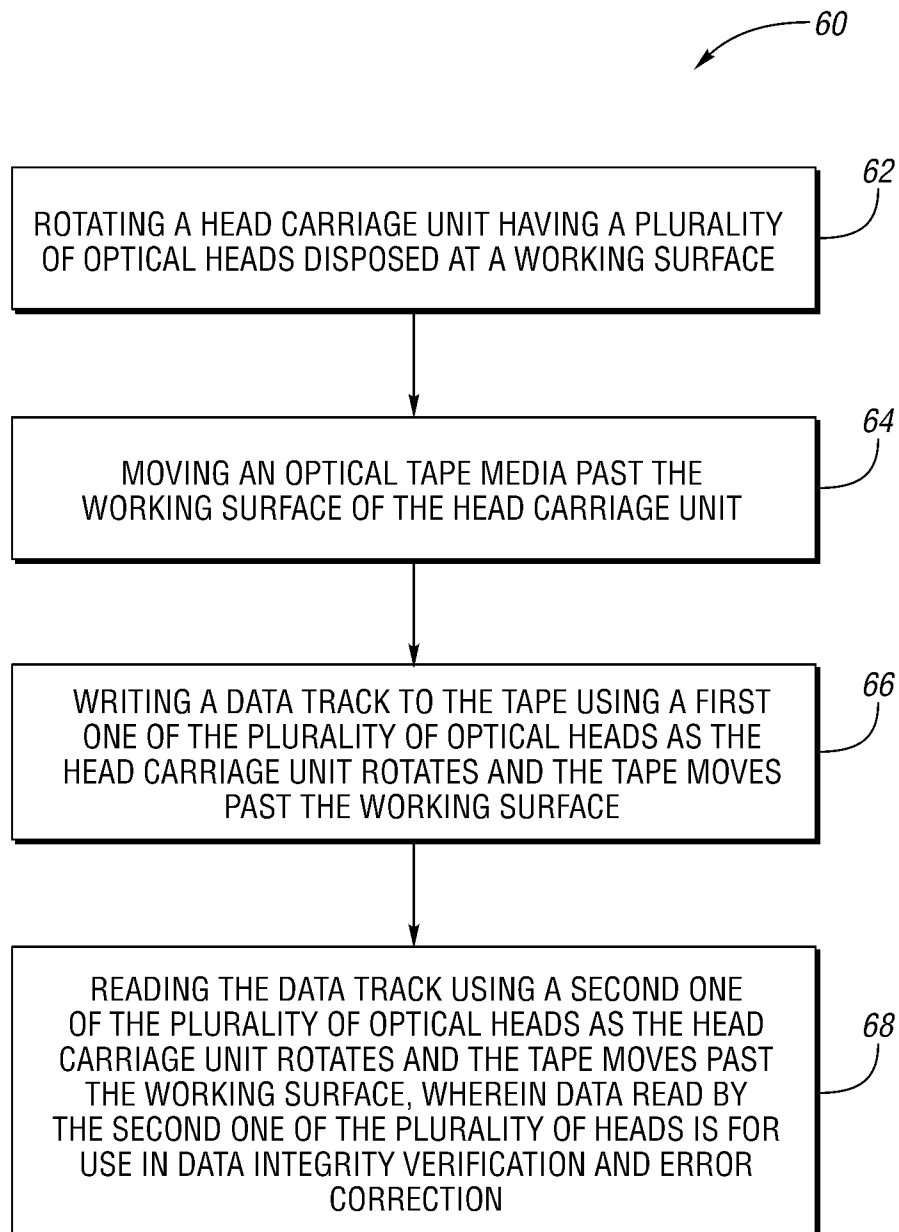 60
62
ROTATING A HEAD CARRIAGE UNIT HAVING A PLURALITY
OF OPTICAL HEADS DISPOSED AT A WORKING SURFACE
64
MOVING AN OPTICAL TAPE MEDIA PAST THE
WORKING SURFACE OF THE HEAD CARRIAGE UNIT
66
WRITING A DATA TRACK TO THE TAPE USING A FIRST
ONE OF THE PLURALITY OF OPTICAL HEADS AS THE
HEAD CARRIAGE UNIT ROTATES AND THE TAPE MOVES
PAST THE WORKING SURFACE
68
READING THE DATA TRACK USING A SECOND ONE
OF THE PLURALITY OF OPTICAL HEADS AS THE HEAD
CARRIAGE UNIT ROTATES AND THE TAPE MOVES PAST
THE WORKING SURFACE, WHEREIN DATA READ BY
THE SECOND ONE OF THE PLURALITY OF HEADS IS FOR
USE IN DATA INTEGRITY VERIFICATION AND ERROR
CORRECTION